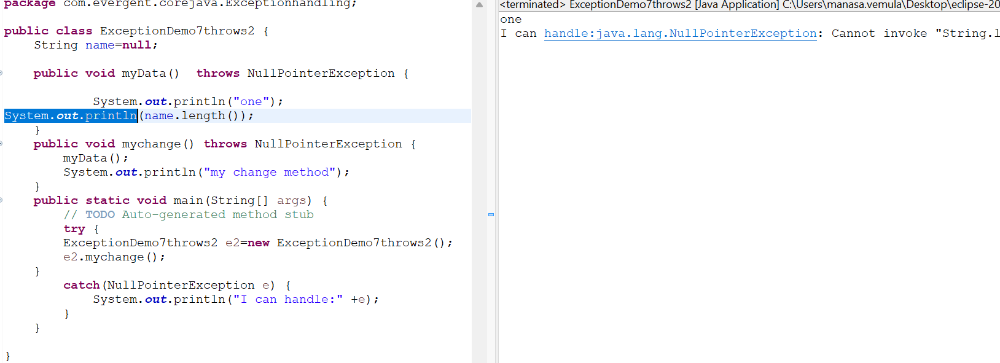 package com.evergent.corejava.Exceptionhandling;
public class ExceptionDemo7throws2 {
String name=null;
public void myData()  throws NullPointerException {
System.out.println("one");
System.out.println(name.length());
}
public void mychange() throws NullPointerException {
myData();
System.out.println("my change method");
}
public static void main(String[] args) {
// TODO Auto-generated method stub
try {
ExceptionDemo7throws2 e2=new ExceptionDemo7throws2();
e2.mychange();
}
catch(NullPointerException e) {
System.out.println("I can handle:" +e);
}
}
}
<terminated> ExceptionDemo7throws2 [Java Application] C:\Users\manasa.vemula\Desktop\eclipse-20
one
I can handle:java.lang.NullPointerException: Cannot invoke "String.l